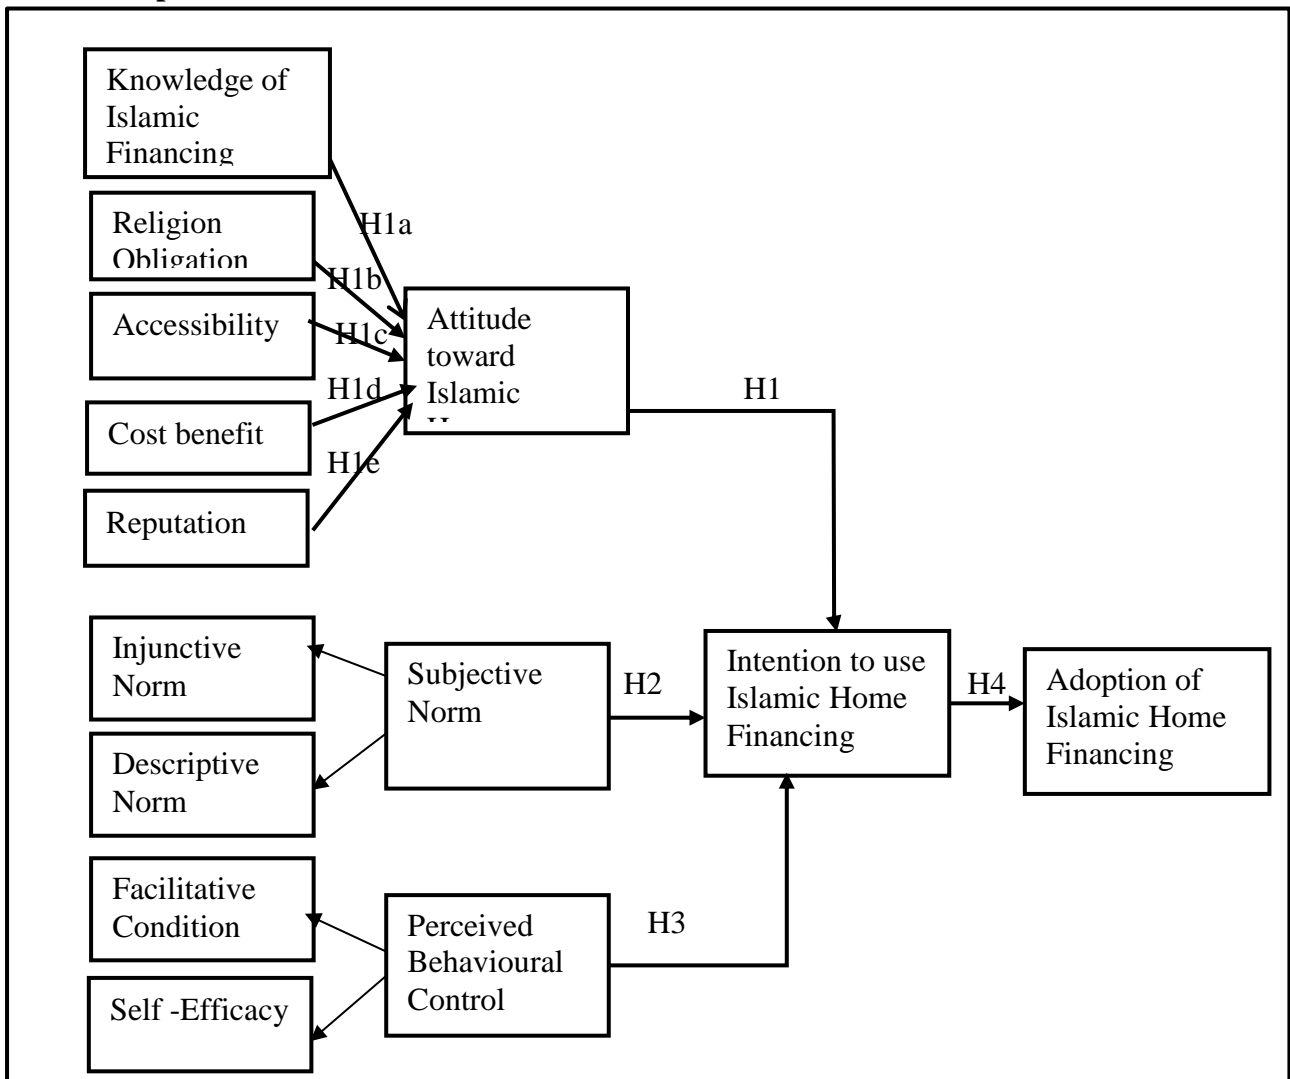 Knowledge of
Islamic
Financing
Religion
Obligation
Accessibility
Cost benefit
Reputation
H1a
H1b
H1c
H1d
H1e
Attitude
toward
Islamic
H1
Injunctive
Norm
Descriptive
Norm
Subjective
Norm
H2
Intention to use
Islamic Home
Financing
H4
Adoption of
Islamic Home
Financing
Facilitative
Condition
Self -Efficacy
Perceived
Behavioural
Control
H3